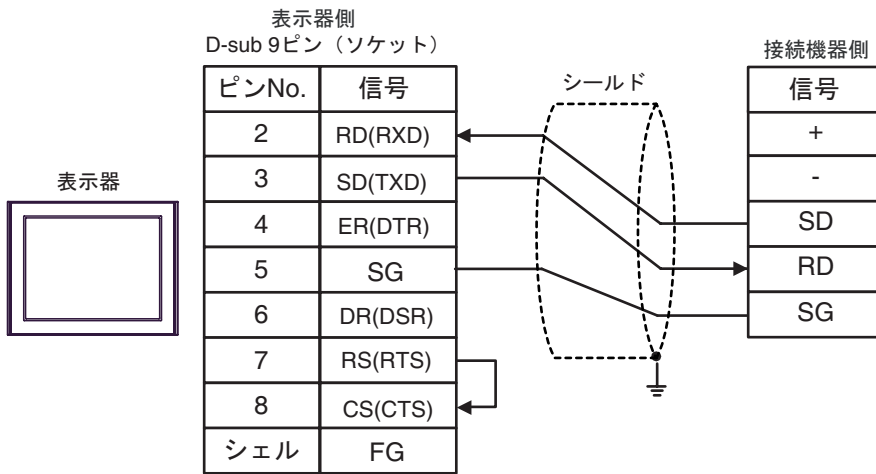 表示器側
D-sub 9ピン（ソケット）
接続機器側
ピンNo. 信号
シールド
信号
2 RD(RXD)
+
3 SD(TXD)
-
表示器
4 ER(DTR)
SD
5 SG
RD
6 DR(DSR)
SG
7 RS(RTS)
8 CS(CTS)
シェル FG